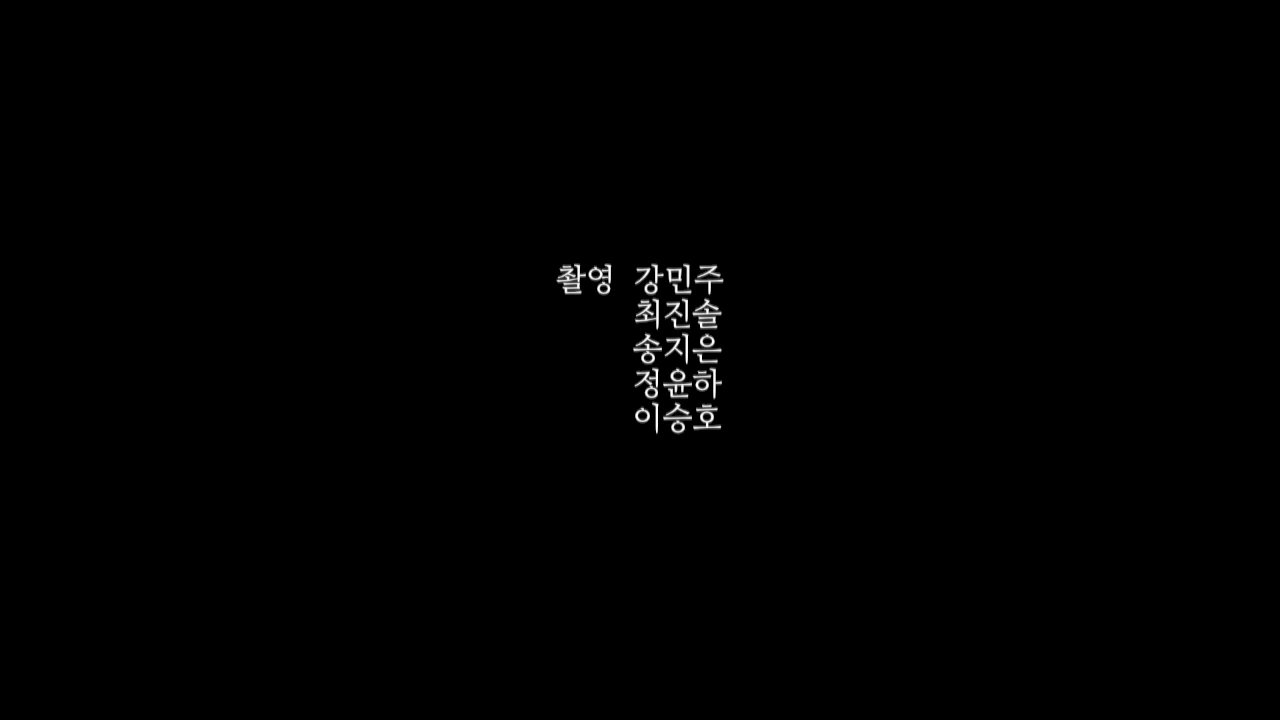 촬영 강민주
최진솔
송지은
정윤하
이승호